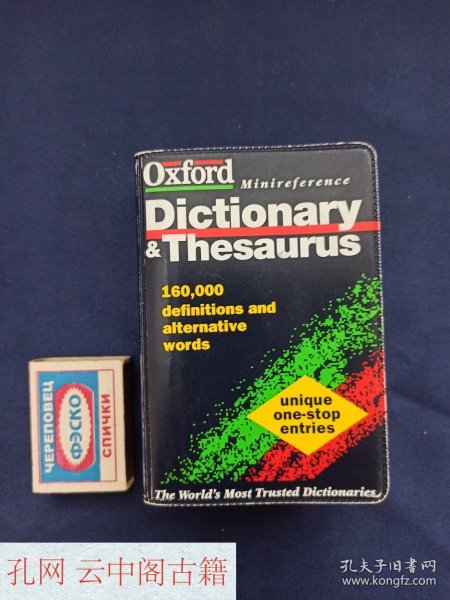 Oxford
Minireference
Dictionary
& Thesaurus
160,000
definitions and
alternative
words
unique
one-stop
entries
The World's Most Trusted Dictionaries
ЧЕРЕПОВЕЦ
ФЭСКО
СПИЧКИ
孔网 云中阁古籍
孔夫子旧书网
www.kongfz.com